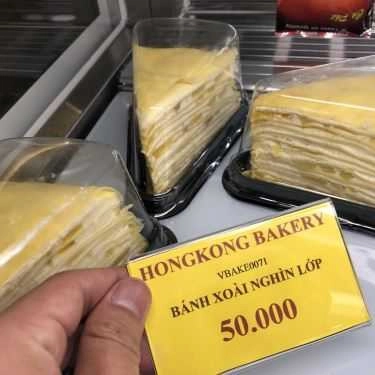 HONGKONG BAKERY
VBAKE0071
BÁNH XOÀI NGHÌN LỚP
50.000